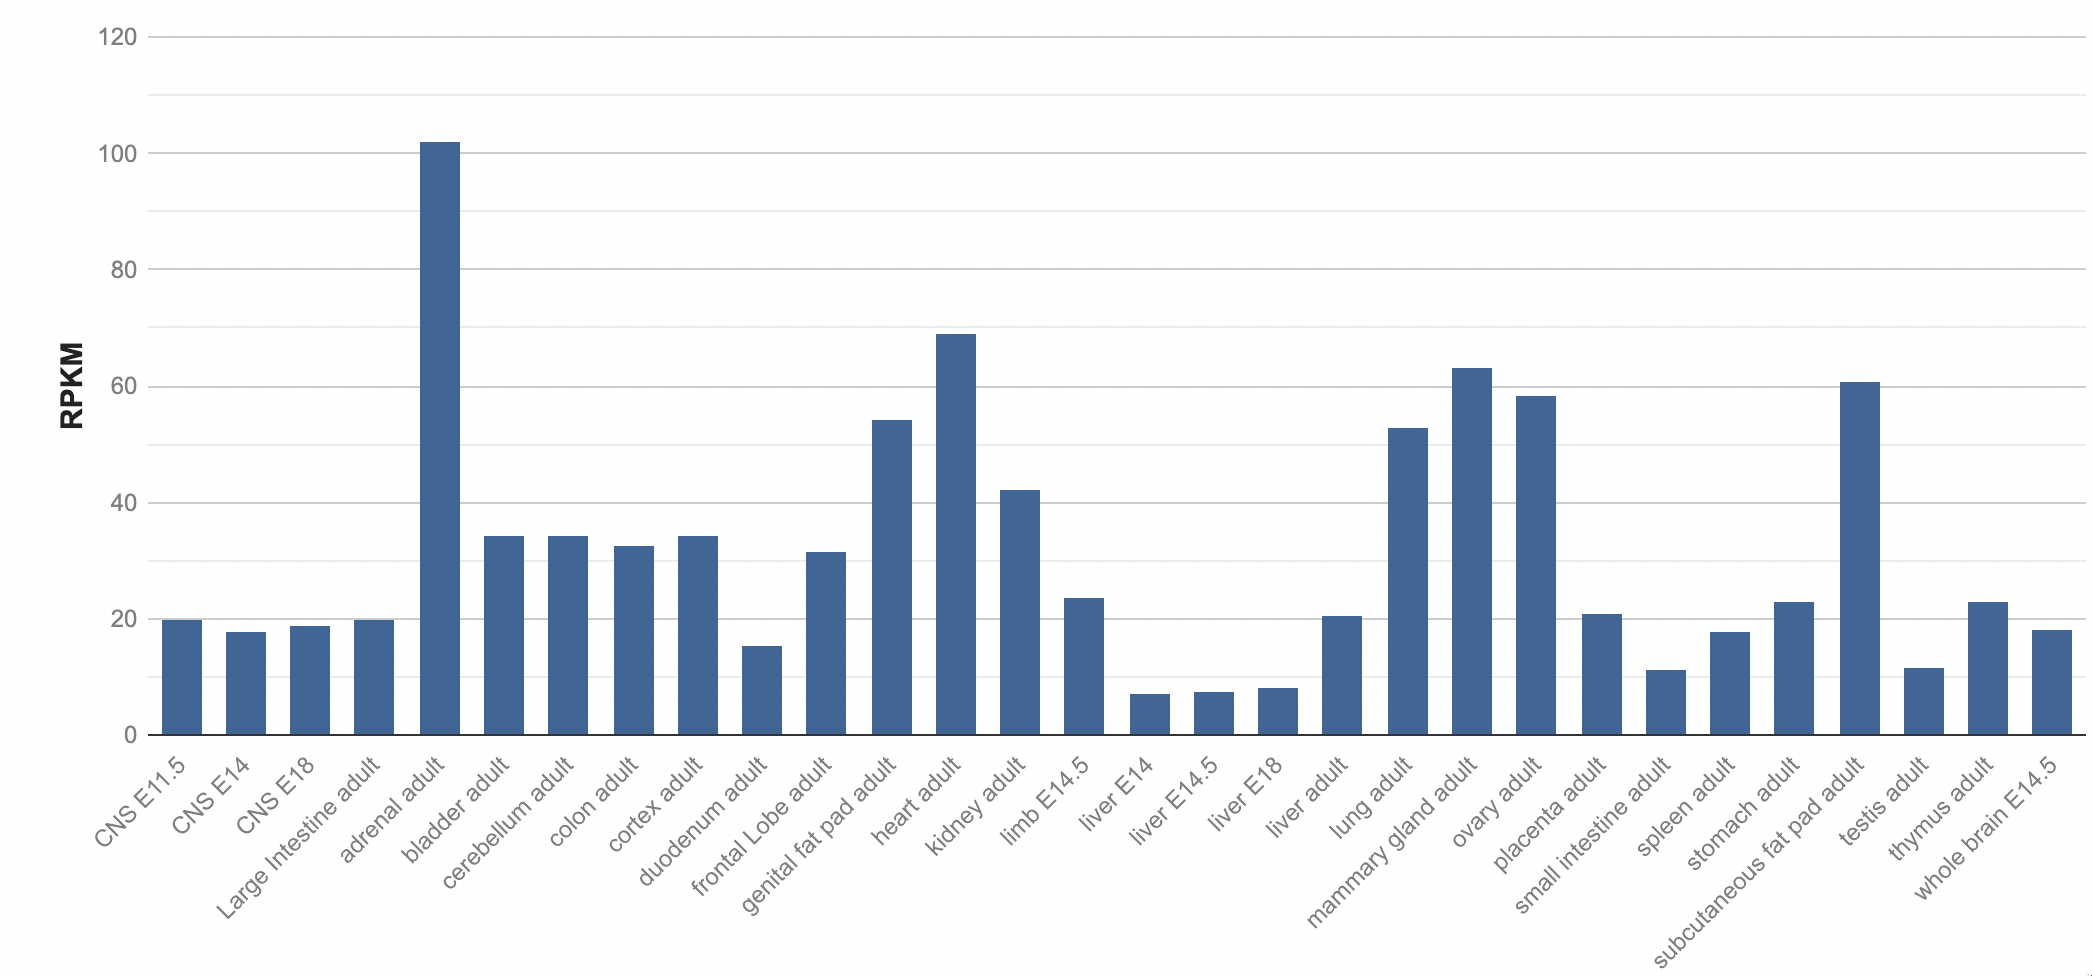 120
100
80
60
40
20
0
RPKM
CNS E11.5
CNS E14
CNS E18
Large Intestine adult
adrenal adult
bladder adult
cerebellum adult
colon adult
cortex adult
duodenum adult
frontal Lobe adult
genital fat pad adult
heart adult
kidney adult
limb E14.5
liver E14
liver E14.5
liver E18
liver adult
lung adult
mammary gland adult
ovary adult
placenta adult
small intestine adult
spleen adult
stomach adult
subcutaneous fat pad adult
testis adult
thymus adult
whole brain E14.5